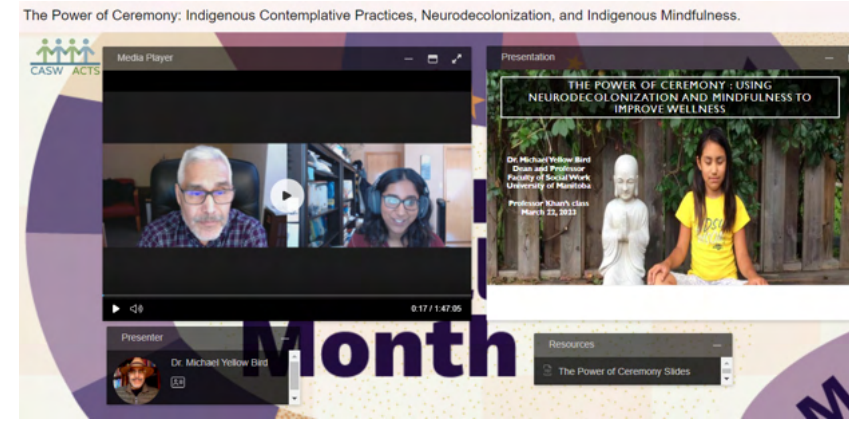 The Power of Ceremony: Indigenous Contemplative Practices, Neurodecolonization, and Indigenous Mindfulness.
CASW ACTS
Media Player
0:17 / 1:47:05
Presentation
THE POWER OF CEREMONY : USING
NEURODECOLONIZATION AND MINDFULNESS TO
IMPROVE WELLNESS
Dr. Michael Yellow Bird
Dean and Professor
Faculty of Social Work
University of Manitoba
Professor Khan's class
March 22, 2023
Presenter
Dr. Michael Yellow Bird
Month
Resources
The Power of Ceremony Slides
M